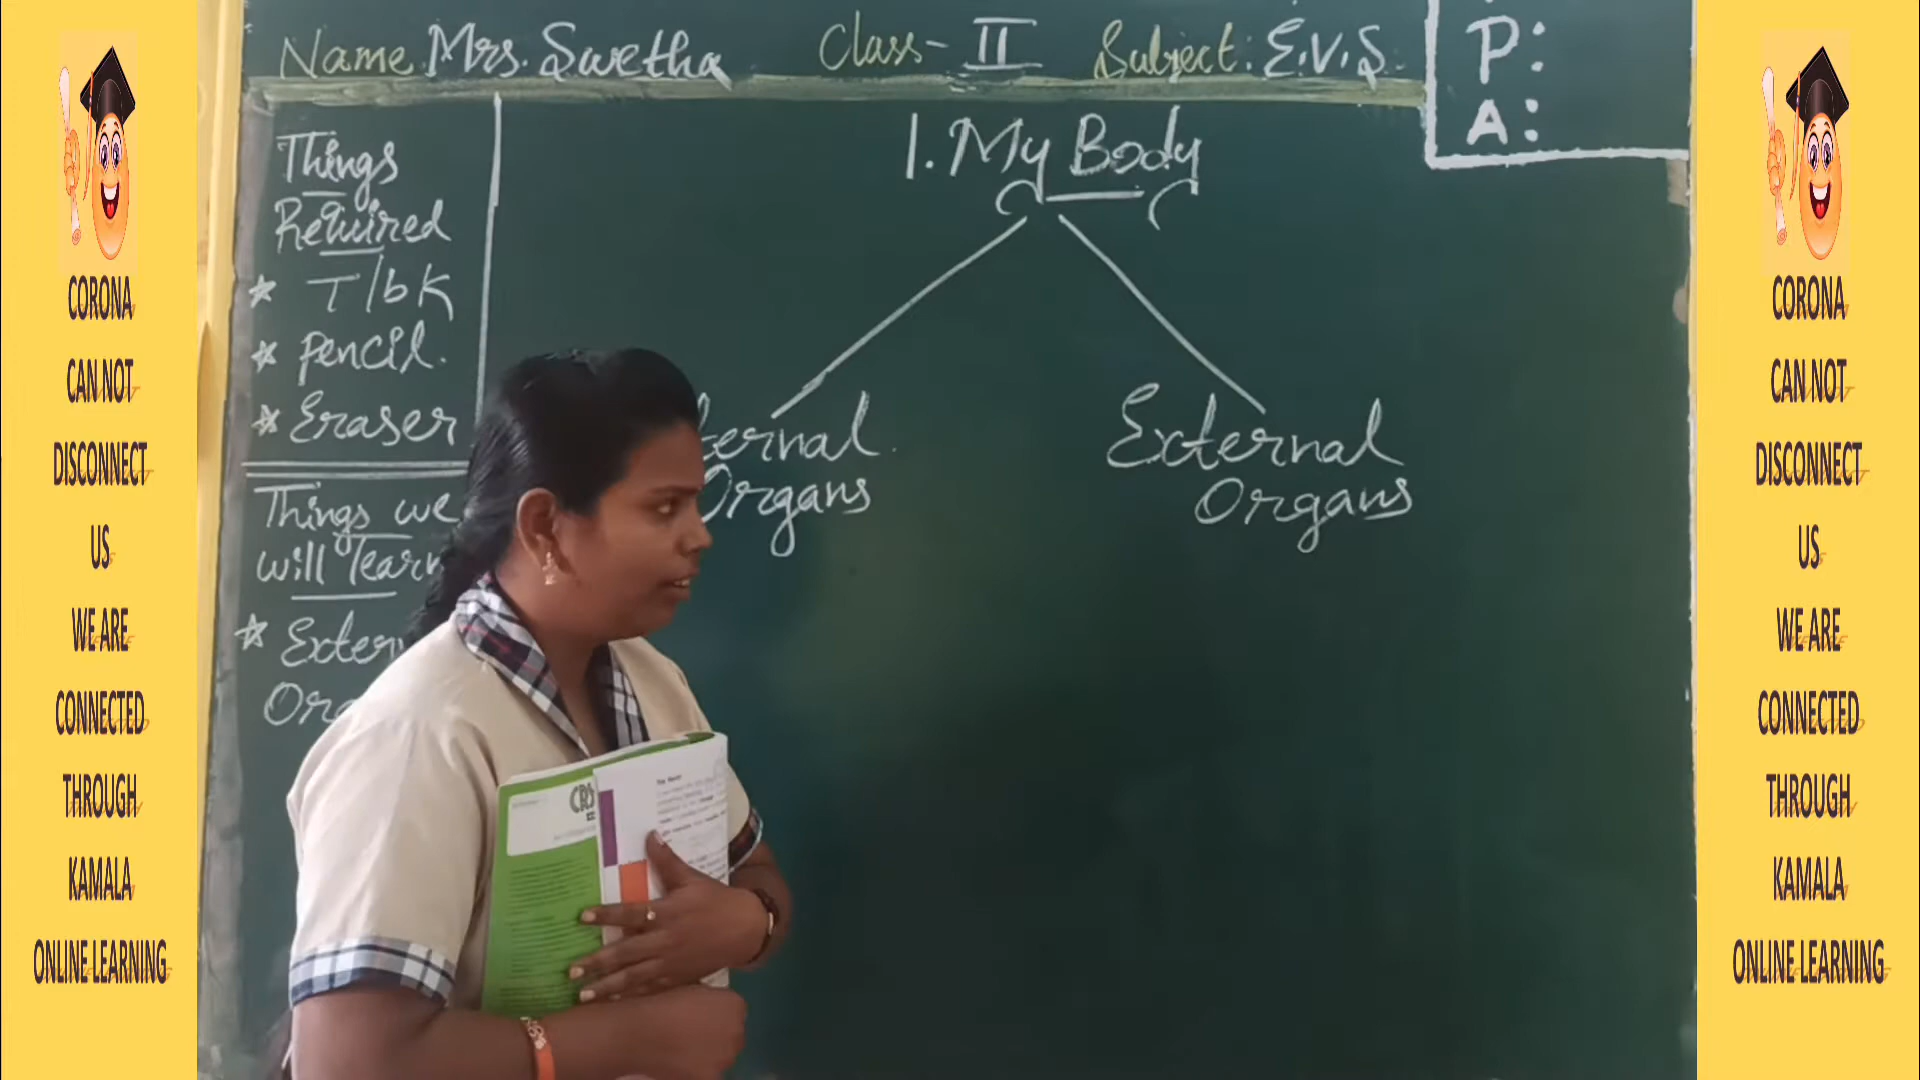 Name Mrs. Swetha Class- II Subject: E.V.S.
P:
A:
Things
Required
T/bk
Pencil.
Eraser
Things we
will learn
1. My Body
Organs
External
Organs
CORONA
CAN NOT
DISCONNECT
US
WE ARE
CONNECTED
THROUGH
KAMALA
ONLINE LEARNING
CORONA
CAN NOT
DISCONNECT
US
WE ARE
CONNECTED
THROUGH
KAMALA
ONLINE LEARNING